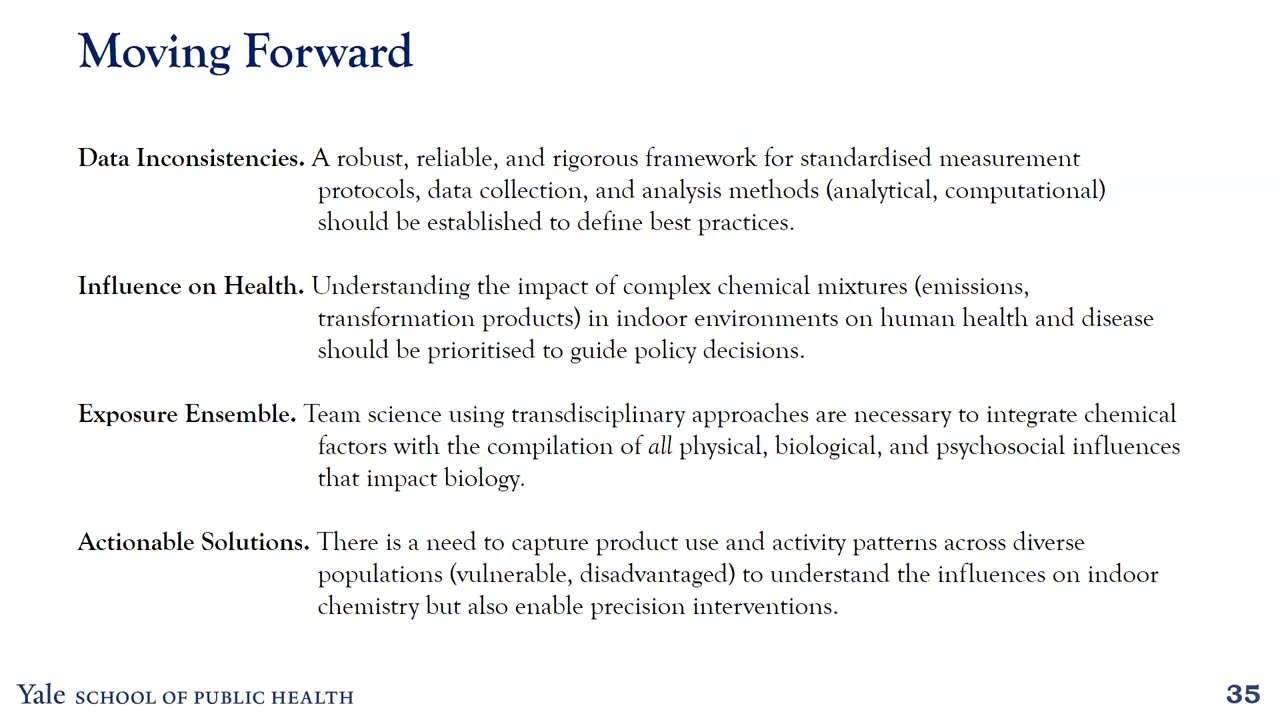 Moving Forward
Data Inconsistencies. A robust, reliable, and rigorous framework for standardised measurement
protocols, data collection, and analysis methods (analytical, computational)
should be established to define best practices.
Influence on Health. Understanding the impact of complex chemical mixtures (emissions,
transformation products) in indoor environments on human health and disease
should be prioritised to guide policy decisions.
Exposure Ensemble. Team science using transdisciplinary approaches are necessary to integrate chemical
factors with the compilation of all physical, biological, and psychosocial influences
that impact biology.
Actionable Solutions. There is a need to capture product use and activity patterns across diverse
populations (vulnerable, disadvantaged) to understand the influences on indoor
chemistry but also enable precision interventions.
Yale SCHOOL OF PUBLIC HEALTH
35